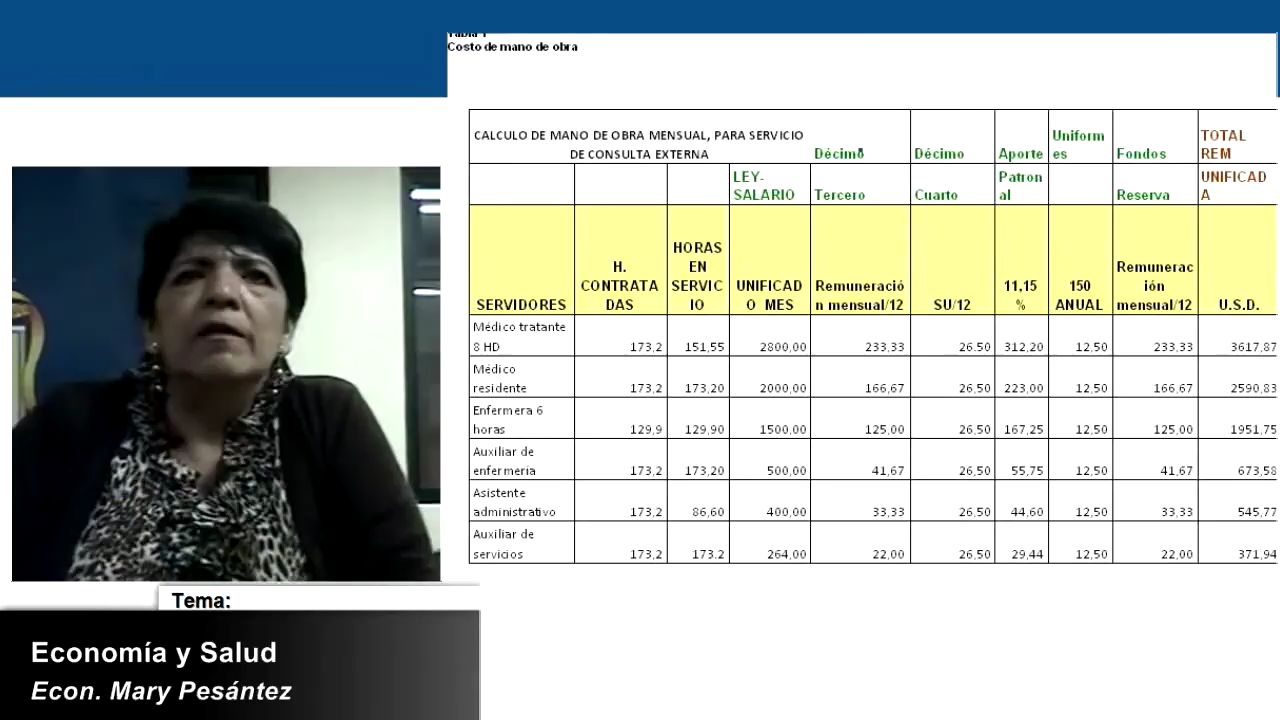 Tabla 1
Costo de mano de obra
CALCULO DE MANO DE OBRA MENSUAL, PARA SERVICIO
DE CONSULTA EXTERNA
Décimo Décimo Aporte Uniformes Fondos TOTAL REM
LEY-SALARIO Tercero Cuarto Patronal Reserva UNIFICADA
SERVIDORES H. CONTRATADAS HORAS EN SERVICIO UNIFICADO MES Remuneración mensual/12 SU/12 11,15 % 150 ANUAL Remuneración mensual/12 U.S.D.
Médico tratante 8 HD 173,2 151,55 2800,00 233,33 26,50 312,20 12,50 233,33 3617,87
Médico residente 173,2 173,20 2000,00 166,67 26,50 223,00 12,50 166,67 2590,83
Enfermera 6 horas 129,9 129,90 1500,00 125,00 26,50 167,25 12,50 125,00 1951,75
Auxiliar de enfermería 173,2 173,20 500,00 41,67 26,50 55,75 12,50 41,67 673,58
Asistente administrativo 173,2 86,60 400,00 33,33 26,50 44,60 12,50 33,33 545,77
Auxiliar de servicios 173,2 173.2 264,00 22,00 26,50 29,44 12,50 22,00 371,94
Tema:
Economía y Salud
Econ. Mary Pesántez